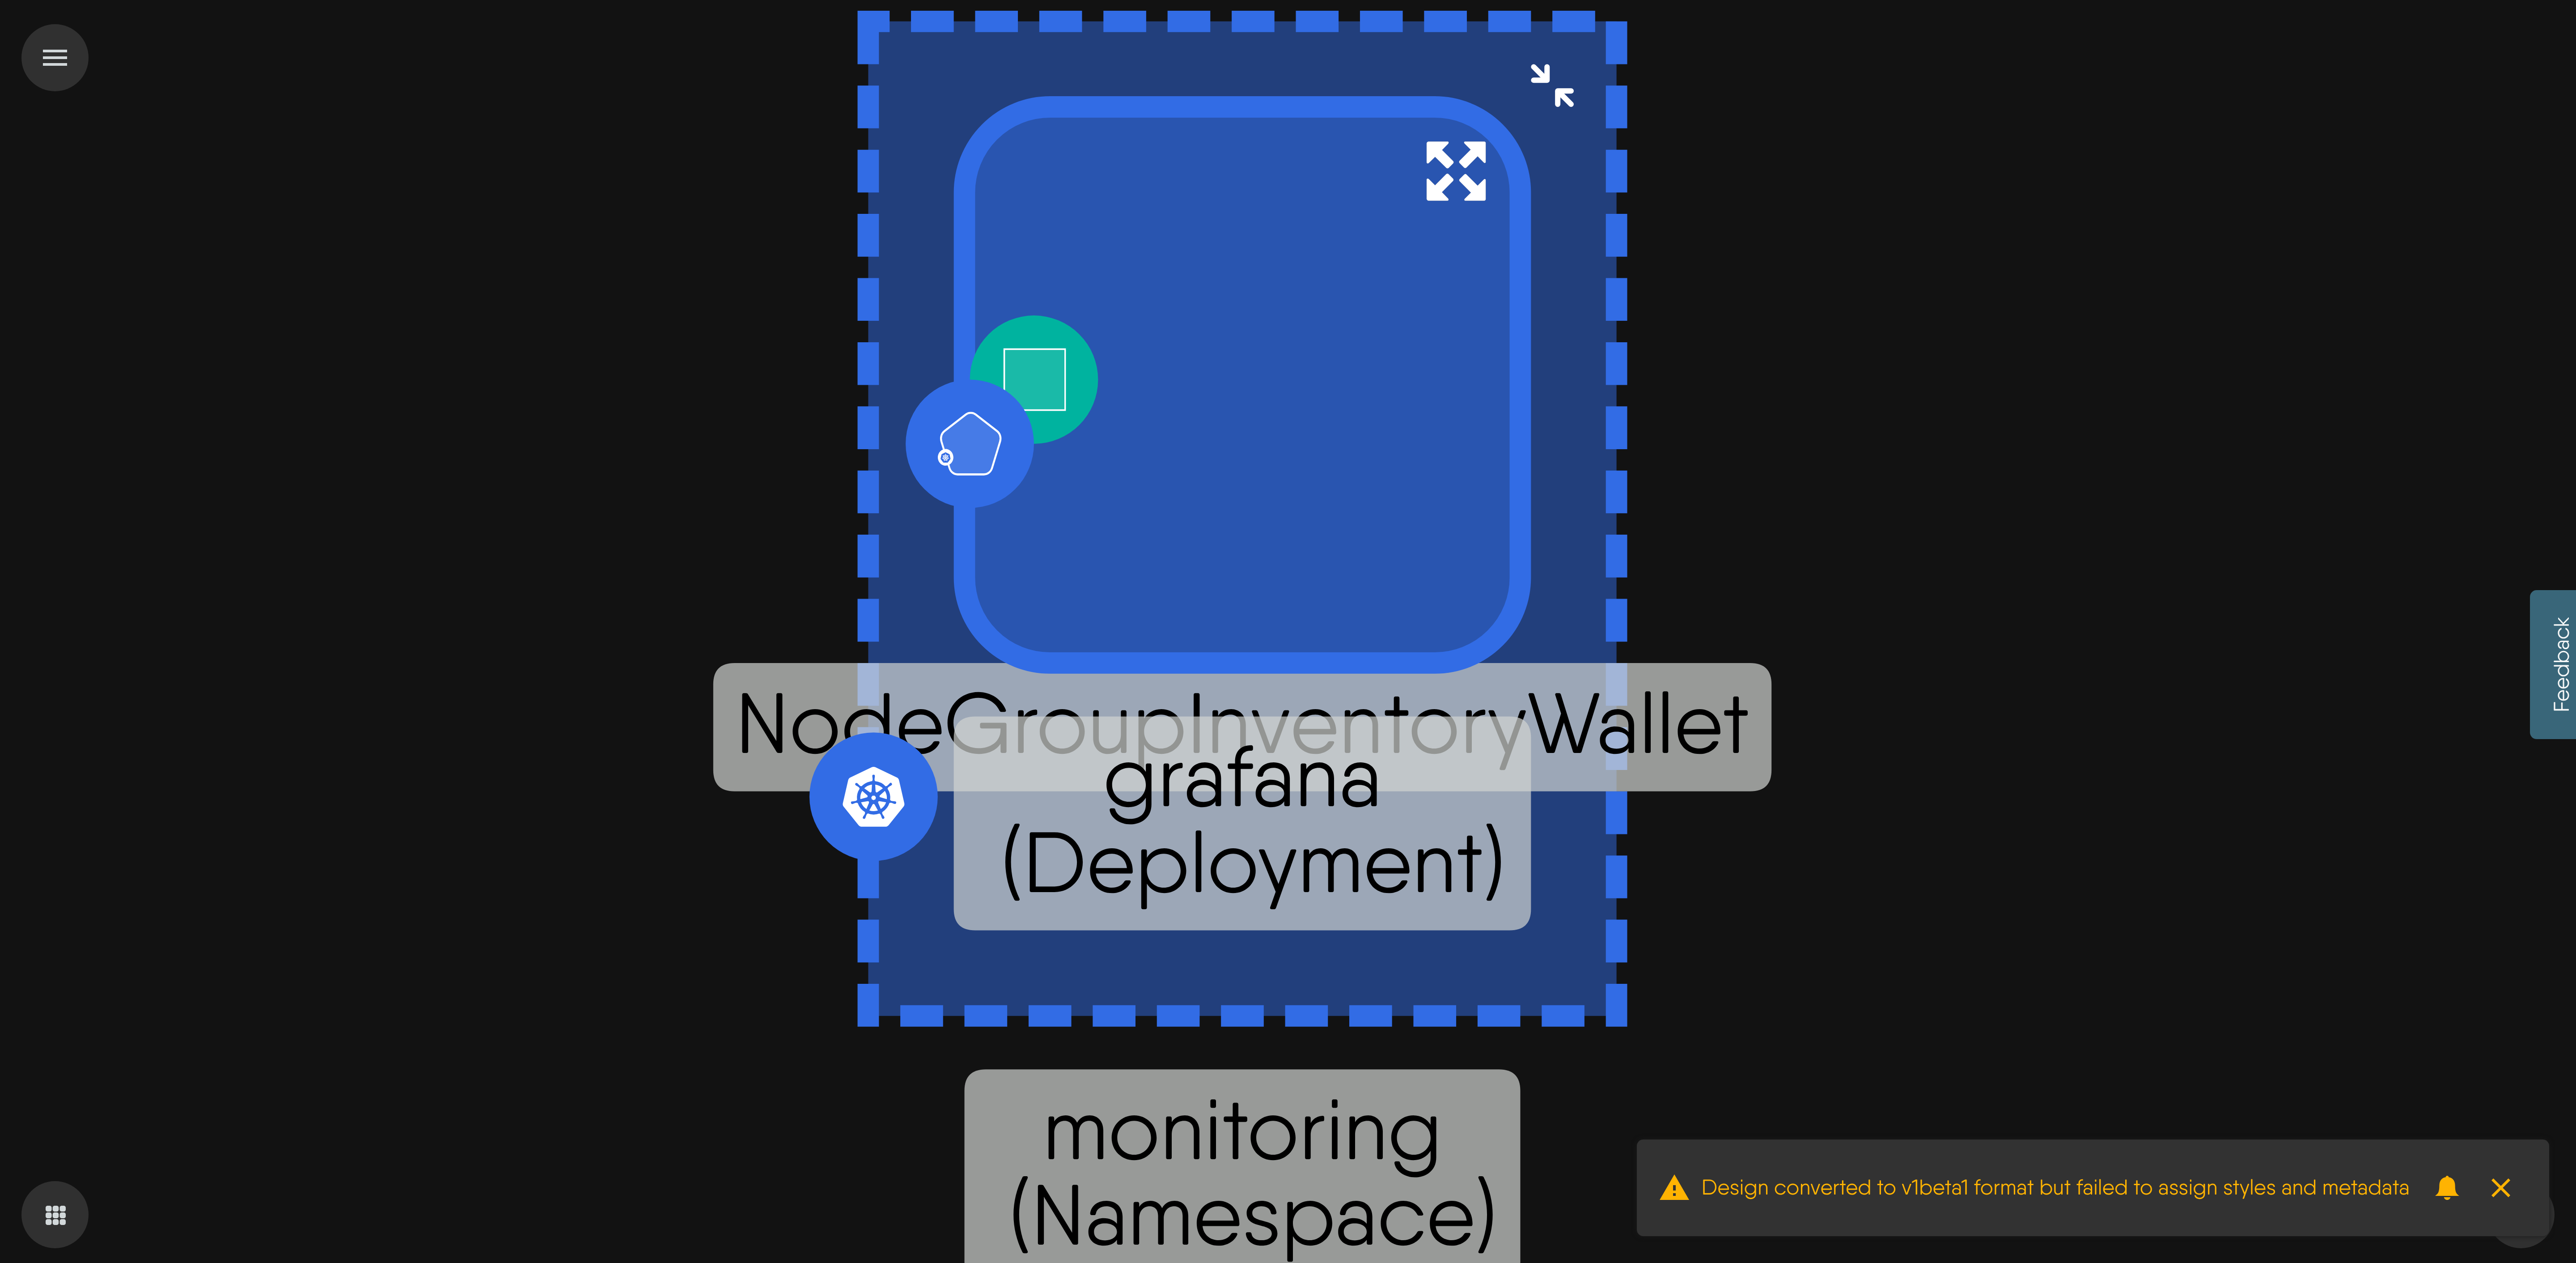 NodeGroupInventoryWallet
grafana
(Deployment)
monitoring
(Namespace)
Feedback
Design converted to v1beta1 format but failed to assign styles and metadata